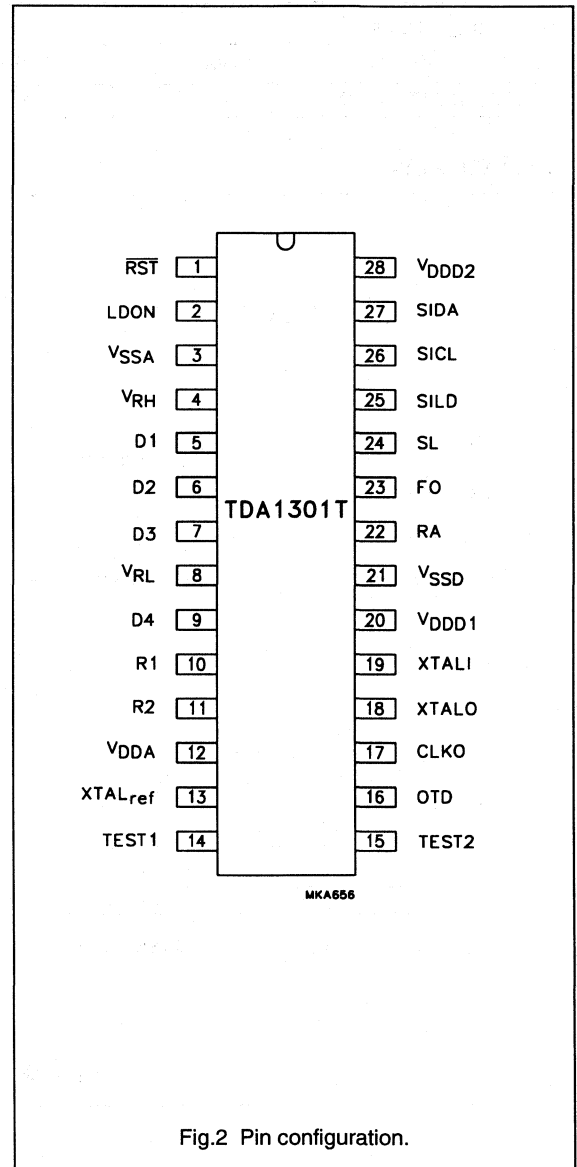 RST 1 28 VDDD2
LDON 2 27 SIDA
VSSA 3 26 SICL
VRH 4 25 SILD
D1 5 24 SL
D2 6 23 FO
TDA1301T
D3 7 22 RA
VRL 8 21 VSSD
D4 9 20 VDDD1
R1 10 19 XTALI
R2 11 18 XTALO
VDDA 12 17 CLKO
XTALref 13 16 OTD
TEST1 14 15 TEST2
MKA656
Fig.2 Pin configuration.